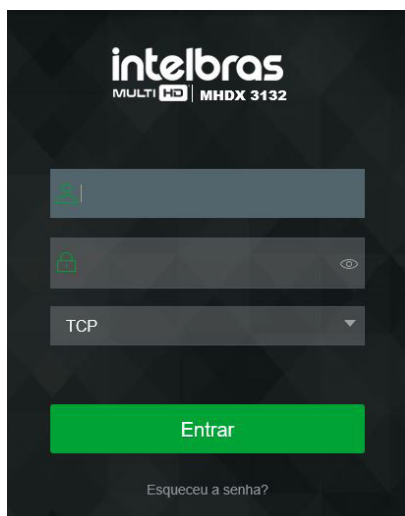 intelbras
MULTI HD MHDX 3132
TCP
Entrar
Esqueceu a senha?